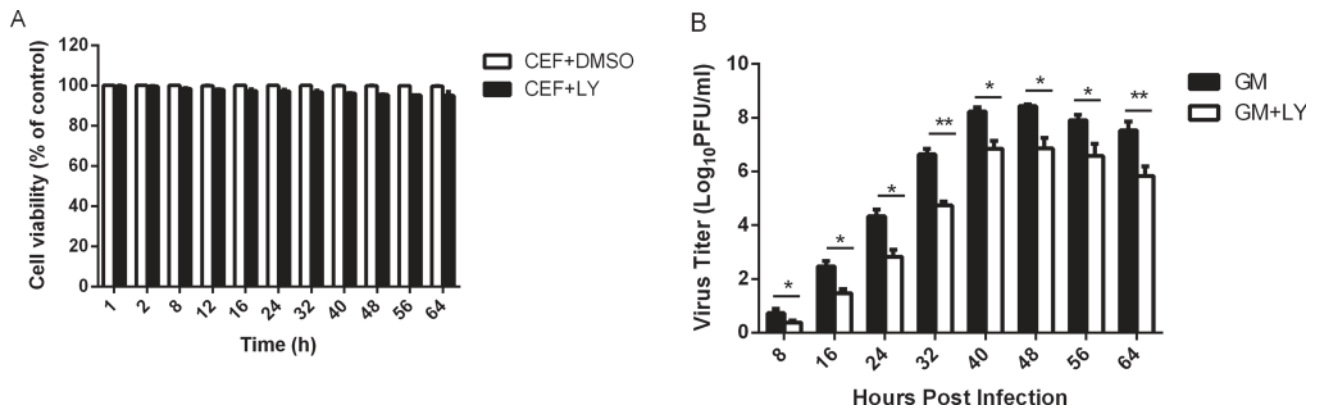 A
Cell viability (% of control)
120
100
80
60
40
20
0
1 2 8 12 16 24 32 40 48 56 64
Time (h)
CEF+DMSO
CEF+LY
B
Virus Titer (Log10PFU/ml)
10
8
6
4
2
0
* * * ** * * * **
8 16 24 32 40 48 56 64
Hours Post Infection
GM
GM+LY